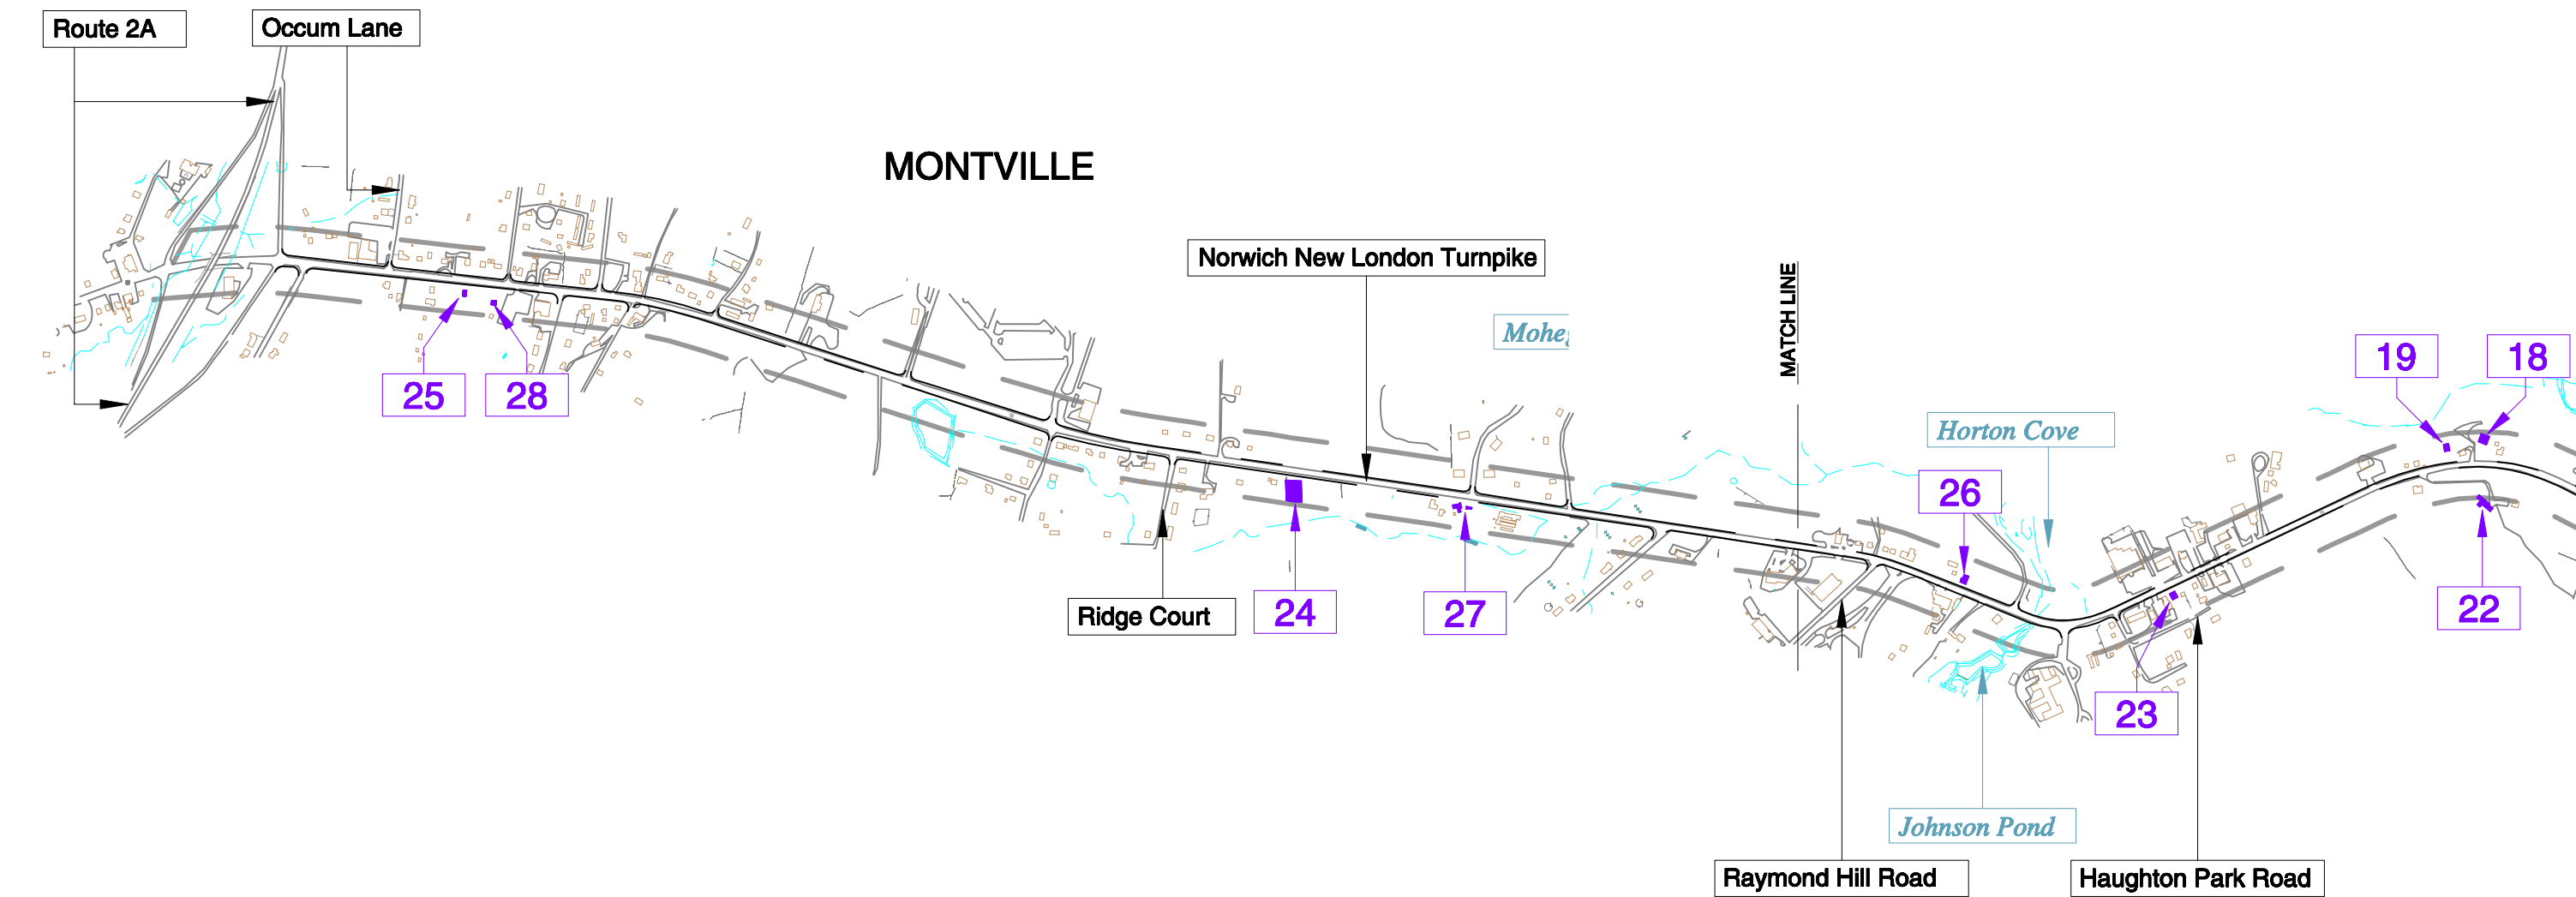 Route 2A
Occum Lane
MONTVILLE
Norwich New London Turnpike
MATCH LINE
Moheg
19
18
25
28
Horton Cove
26
Ridge Court
24
27
22
23
Johnson Pond
Raymond Hill Road
Haughton Park Road